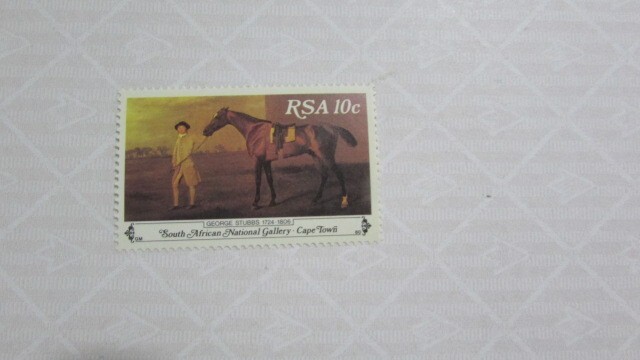 RSA 10c
GEORGE STUBBS 1724-1806
South African National Gallery · Cape Town